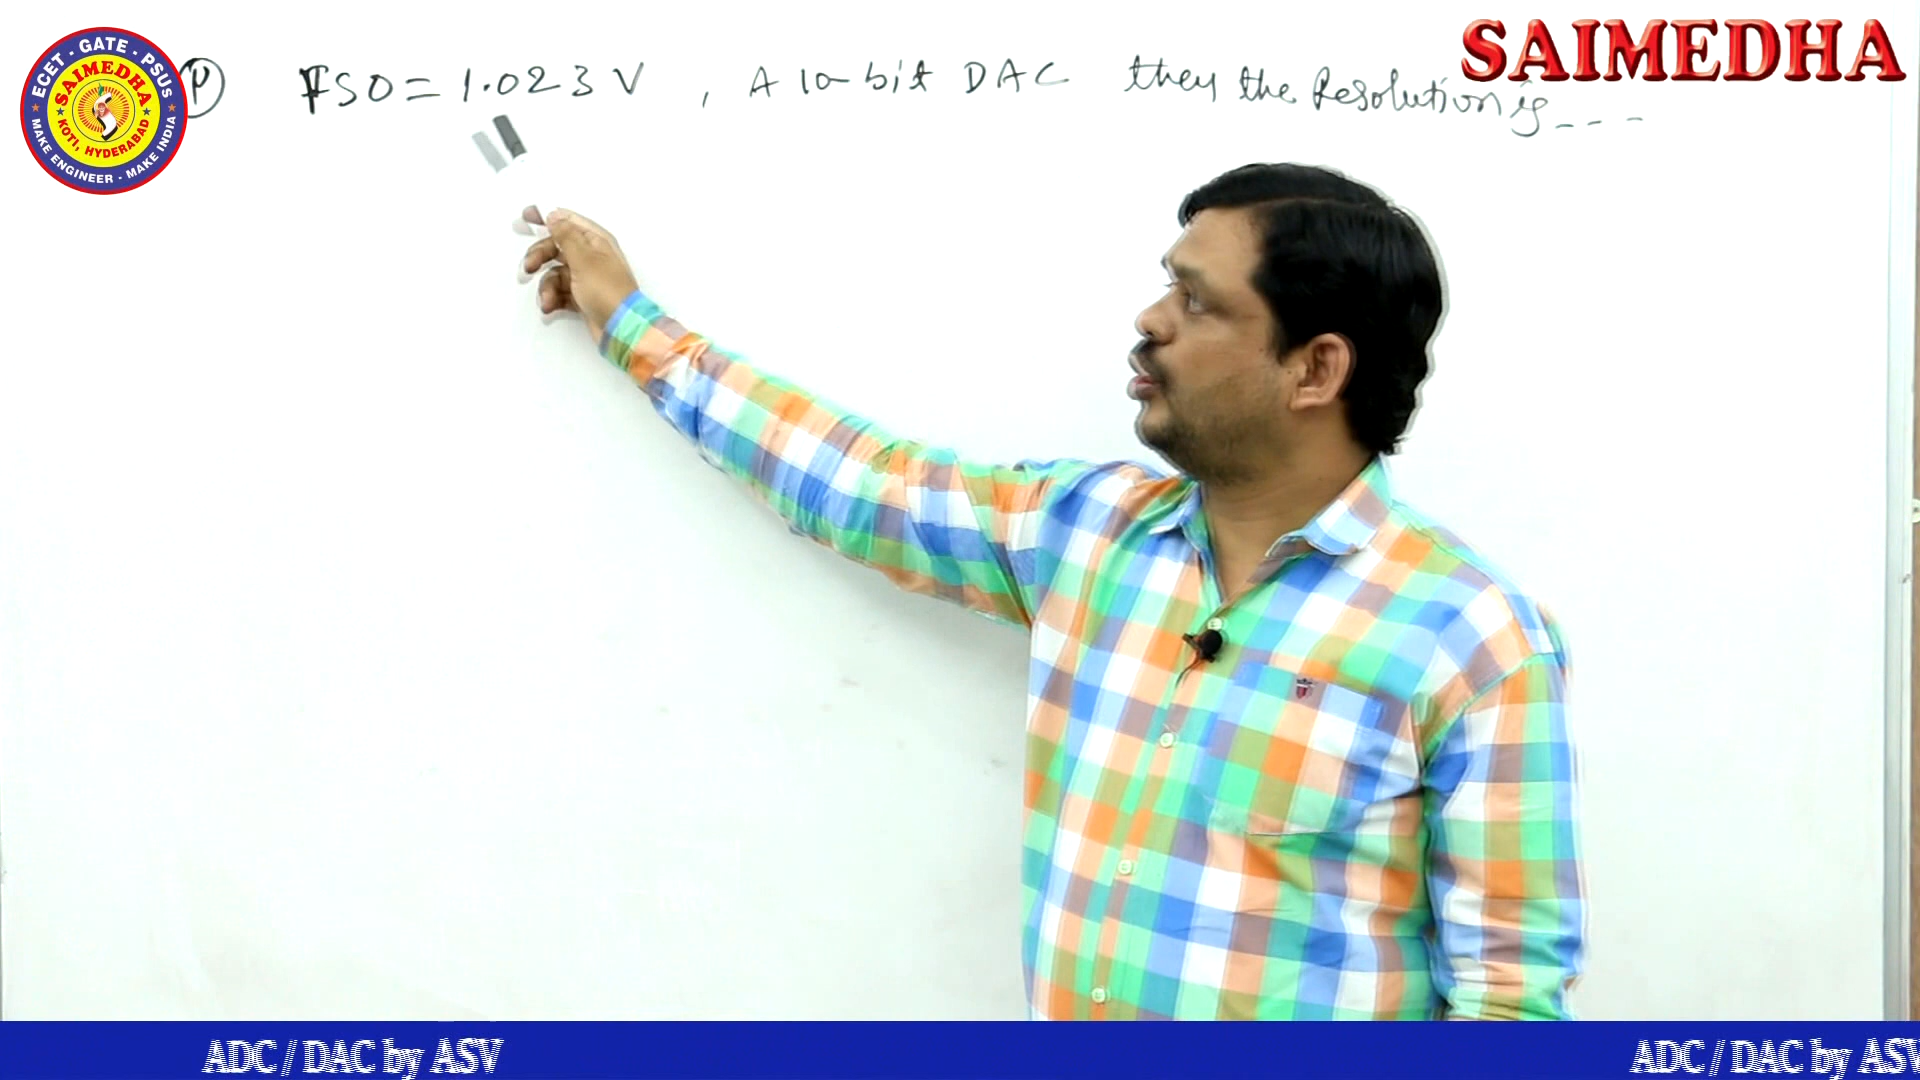 SAIMEDHA
ECET - GATE - PSUS
SAIMEDHA
KOTI, HYDERABAD
MAKE ENGINEER - MAKE INDIA
P FSO = 1.023 V , A 10-bit DAC then the Resolution is ---
ADC / DAC by ASV
ADC / DAC by ASV